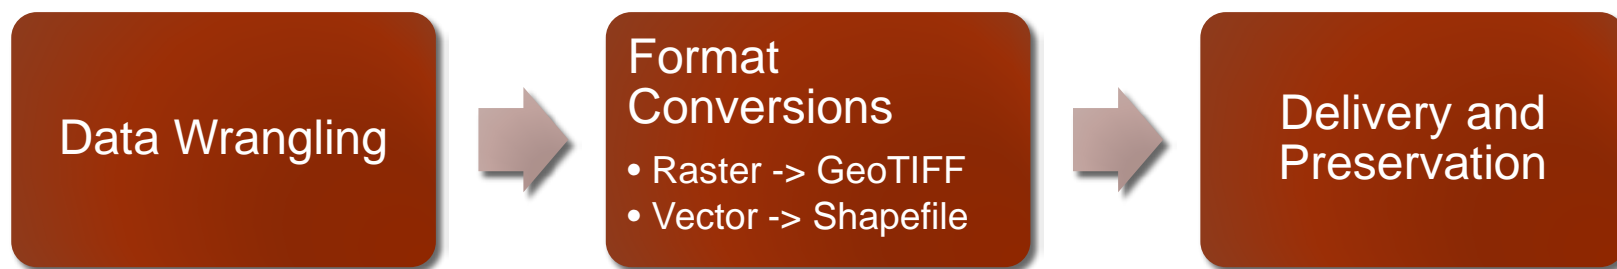 Data Wrangling
Format
Conversions
• Raster -> GeoTIFF
• Vector -> Shapefile
Delivery and
Preservation